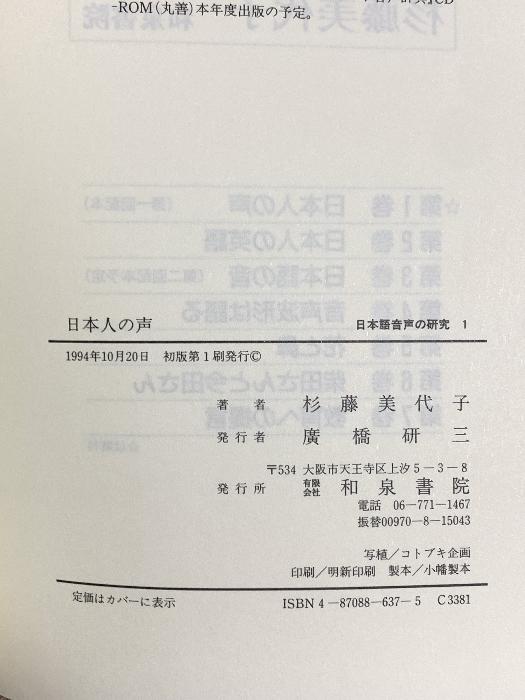 -ROM(丸善)本年度出版の予定。
日本人の声 日本語音声の研究 1
1994年10月20日 初版第1刷発行©
著者 杉藤美代子
発行者 廣橋研三
〒534 大阪市天王寺区上汐5-3-8
発行所 有限会社 和泉書院
電話 06-771-1467
振替00970-8-15043
写植/コトブキ企画
印刷/明新印刷 製本/小幡製本
定価はカバーに表示 ISBN4-87088-637-5 C3381